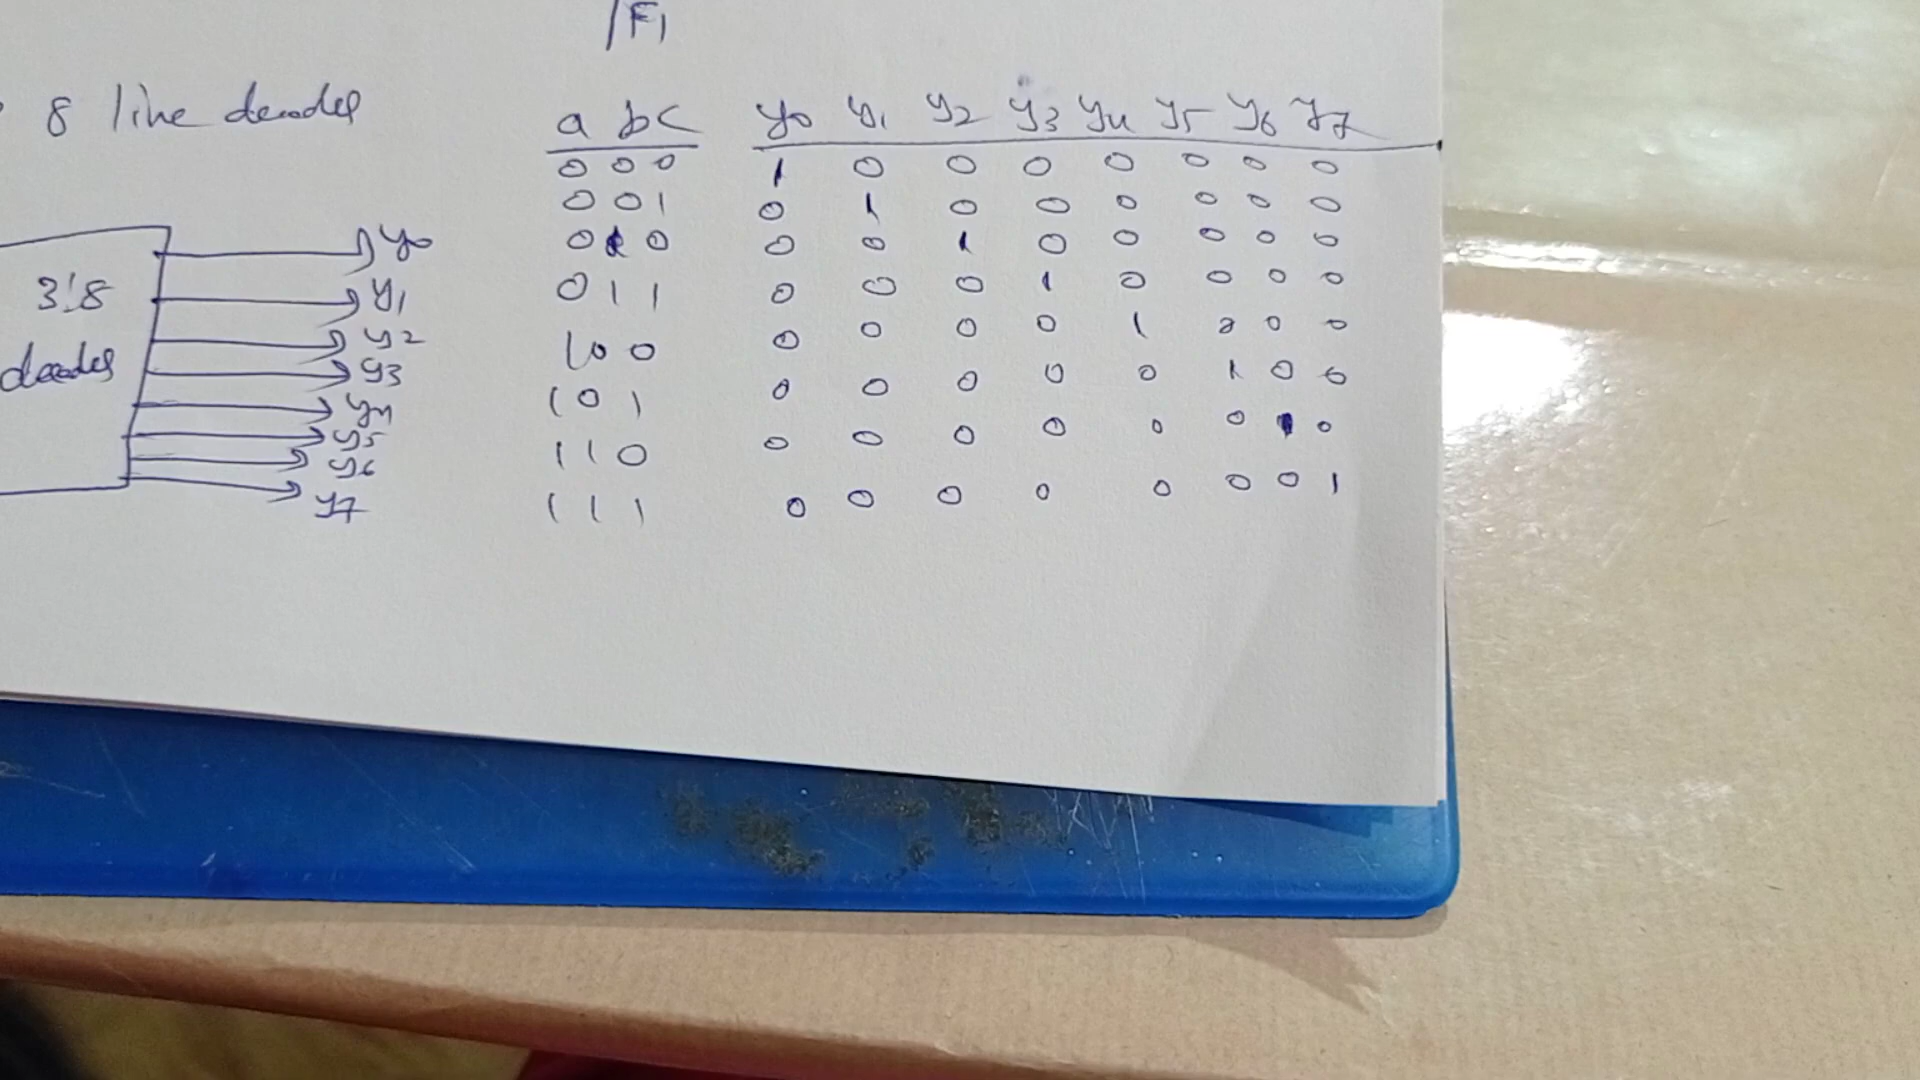 /F1
8 line decoder
a b c y0 y1 y2 y3 y4 y5 y6 y7
0 0 0 1 0 0 0 0 0 0 0
0 0 1 0 1 0 0 0 0 0 0
0 1 0 0 0 1 0 0 0 0 0
0 1 1 0 0 0 1 0 0 0 0
1 0 0 0 0 0 0 1 0 0 0
1 0 1 0 0 0 0 0 1 0 0
1 1 0 0 0 0 0 0 0 1 0
1 1 1 0 0 0 0 0 0 0 1
3:8
decoder
y0
y1
y2
y3
y4
y5
y6
y7